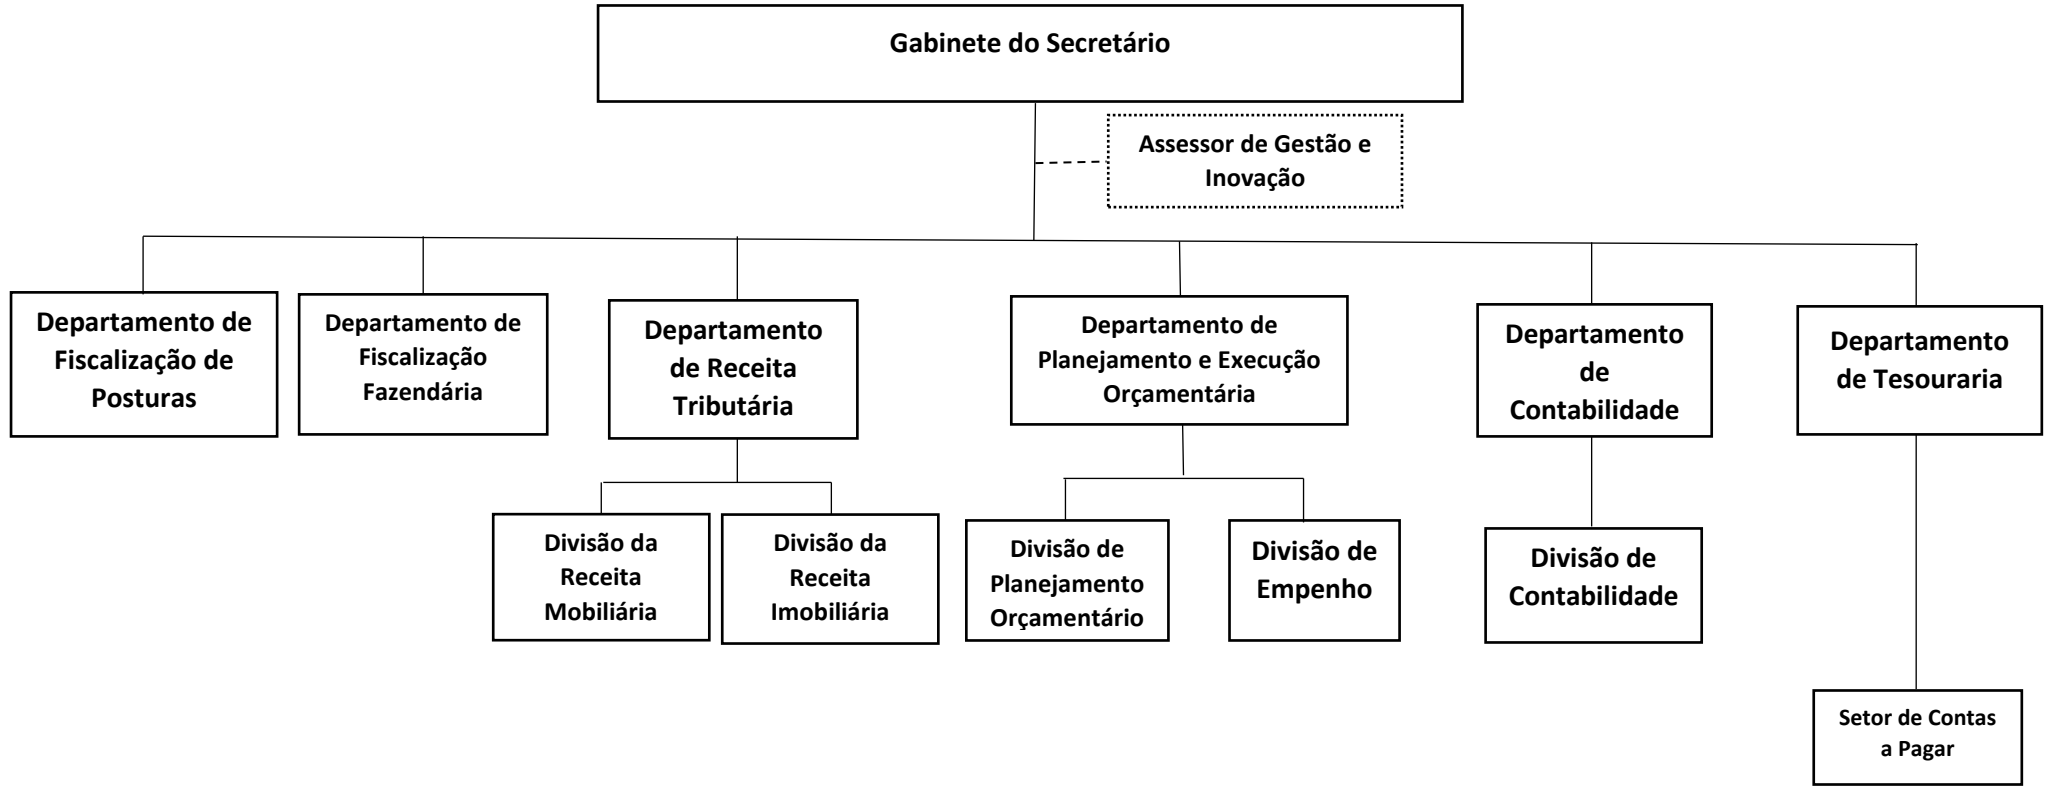 Gabinete do Secretário
Assessor de Gestão e
Inovação
Departamento de
Fiscalização de
Posturas
Departamento de
Fiscalização
Fazendária
Departamento
de Receita
Tributária
Departamento de
Planejamento e Execução
Orçamentária
Departamento
de
Contabilidade
Departamento
de Tesouraria
Divisão da
Receita
Mobiliária
Divisão da
Receita
Imobiliária
Divisão de
Planejamento
Orçamentário
Divisão de
Empenho
Divisão de
Contabilidade
Setor de Contas
a Pagar